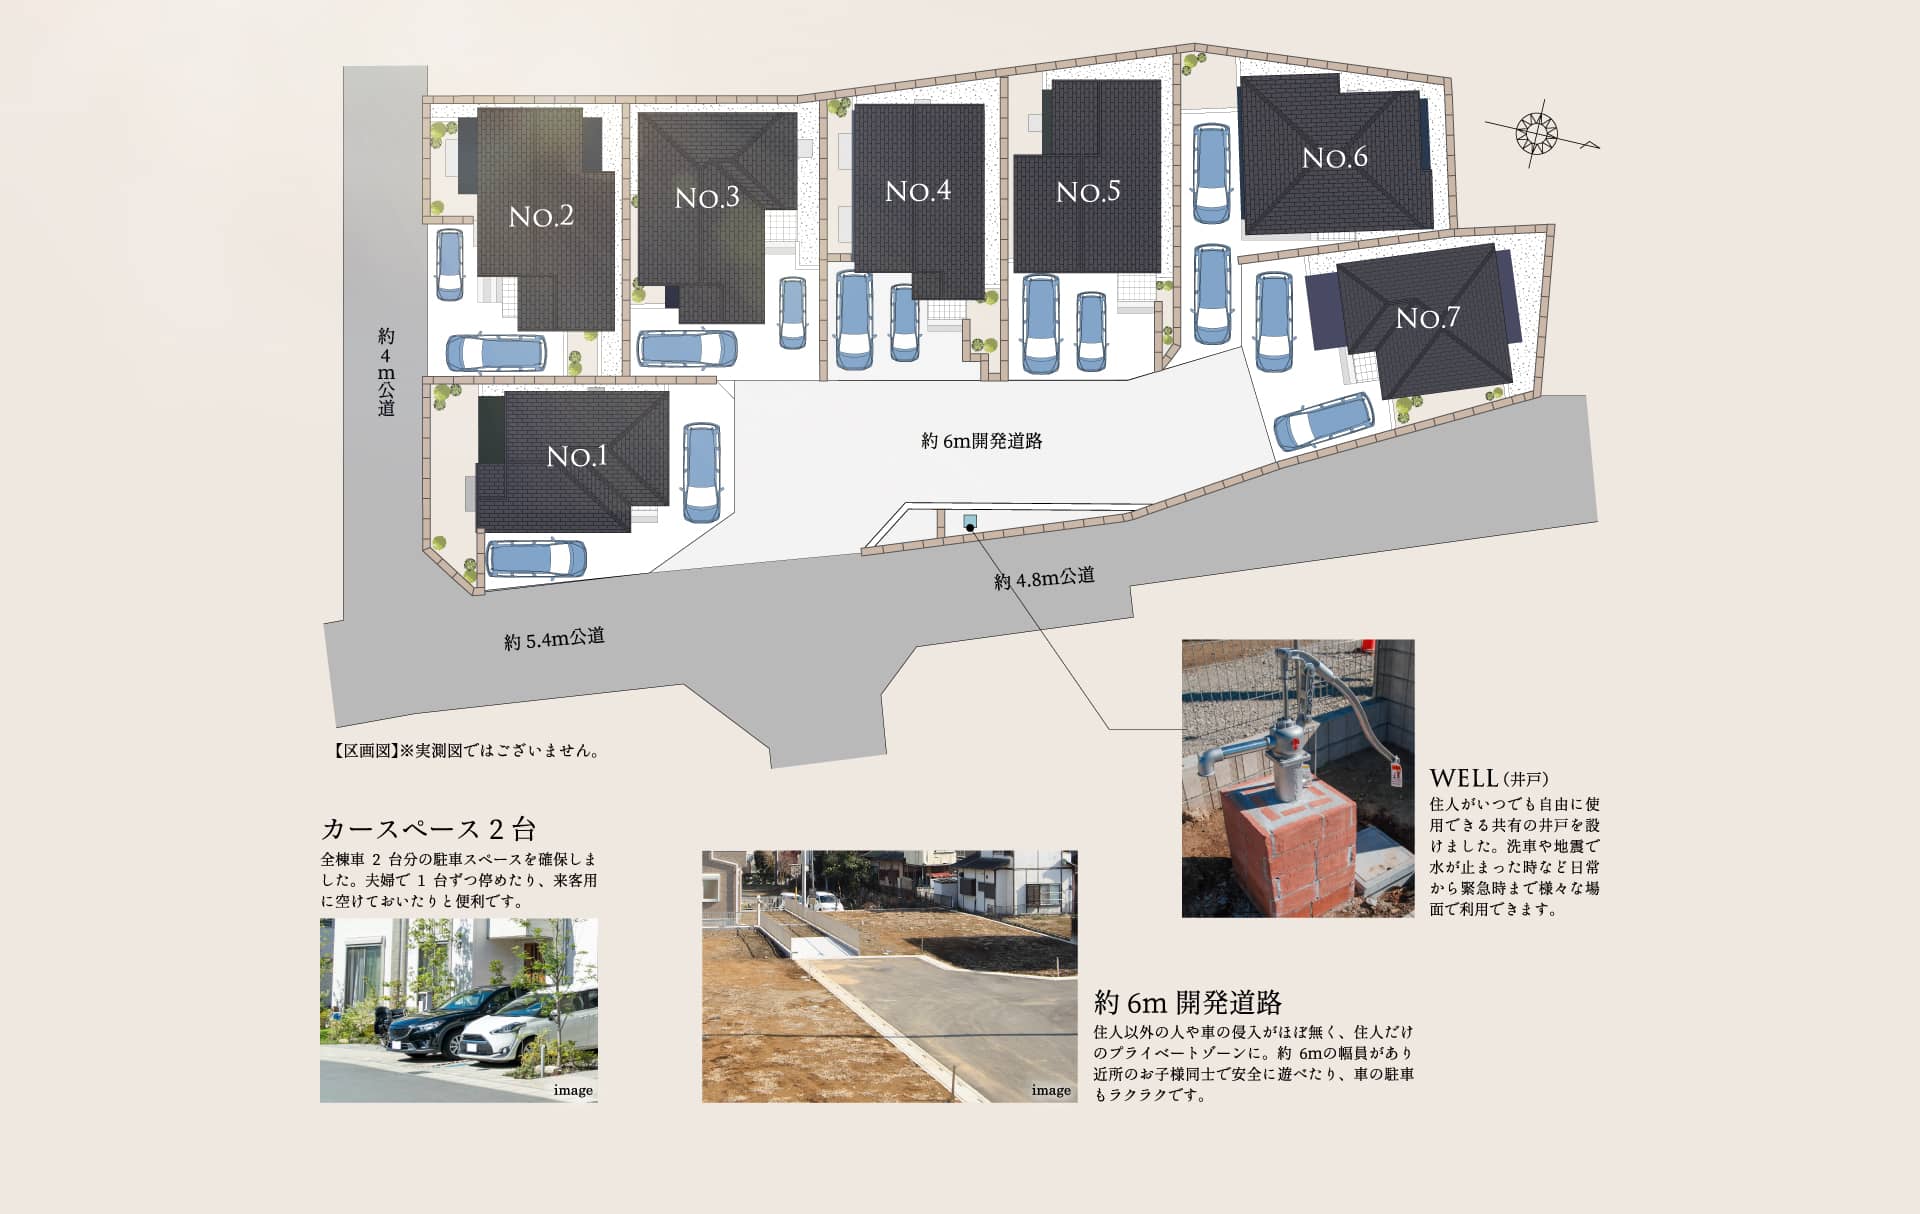 No.6
No.4
No.5
No.3
No.2
No.7
約4m公道
約 6m開発道路
No.1
約 4.8m公道
約 5.4m公道
【区画図】※実測図ではございません。
WELL（井戸）
住人がいつでも自由に使
用できる共有の井戸を設
けました。洗車や地震で
水が止まった時など日常
から緊急時まで様々な場
面で利用できます。
カースペース 2 台
全棟車 2 台分の駐車スペースを確保しま
した。夫婦で 1 台ずつ停めたり、来客用
に空けておいたりと便利です。
image
image
約 6m 開発道路
住人以外の人や車の侵入がほぼ無く、住人だけ
のプライベートゾーンに。約 6mの幅員があり
近所のお子様同士で安全に遊べたり、車の駐車
もラクラクです。